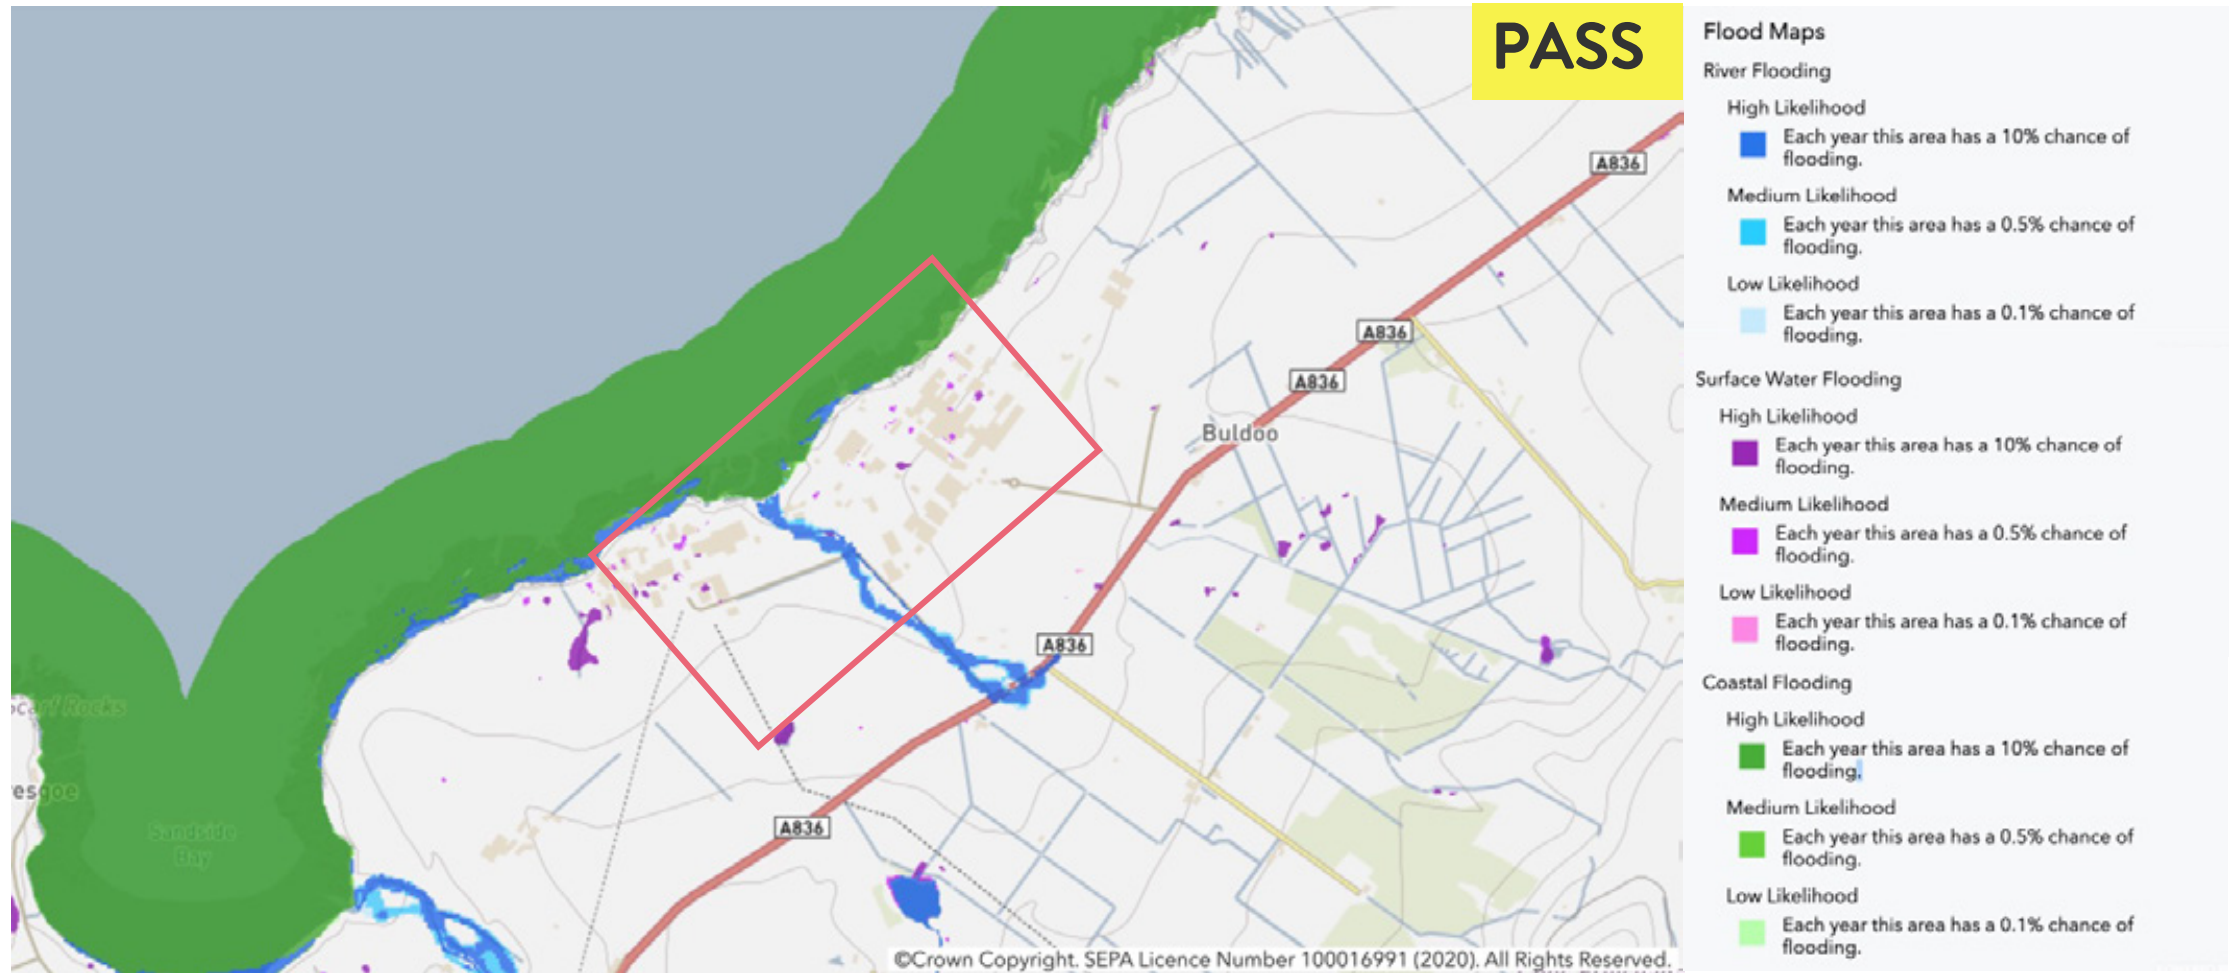 PASS
A836
A836
A836
Buldoo
A836
Rocks
esgoe
A836
Sandside
Bay
©Crown Copyright. SEPA Licence Number 100016991 (2020). All Rights Reserved.
Flood Maps
River Flooding
High Likelihood
Each year this area has a 10% chance of
flooding.
Medium Likelihood
Each year this area has a 0.5% chance of
flooding.
Low Likelihood
Each year this area has a 0.1% chance of
flooding.
Surface Water Flooding
High Likelihood
Each year this area has a 10% chance of
flooding.
Medium Likelihood
Each year this area has a 0.5% chance of
flooding.
Low Likelihood
Each year this area has a 0.1% chance of
flooding.
Coastal Flooding
High Likelihood
Each year this area has a 10% chance of
flooding.
Medium Likelihood
Each year this area has a 0.5% chance of
flooding.
Low Likelihood
Each year this area has a 0.1% chance of
flooding.